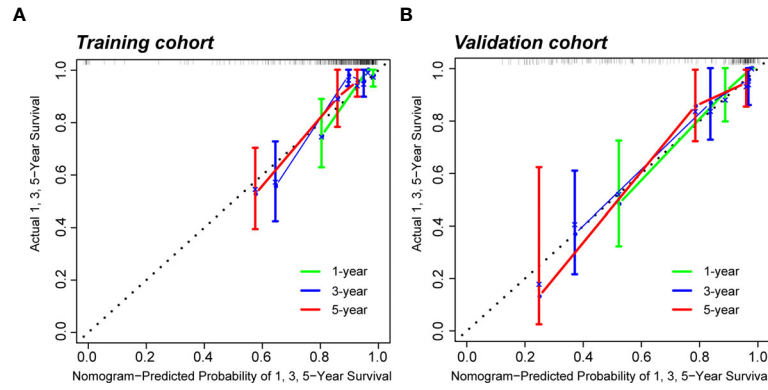 A
Training cohort
Actual 1, 3, 5−Year Survival
1.0
0.8
0.6
0.4
0.2
0.0
1-year
3-year
5-year
0.0 0.2 0.4 0.6 0.8 1.0
Nomogram−Predicted Probability of 1, 3, 5−Year Survival
B
Validation cohort
Actual 1, 3, 5−Year Survival
1.0
0.8
0.6
0.4
0.2
0.0
1-year
3-year
5-year
0.0 0.2 0.4 0.6 0.8 1.0
Nomogram−Predicted Probability of 1, 3, 5−Year Survival